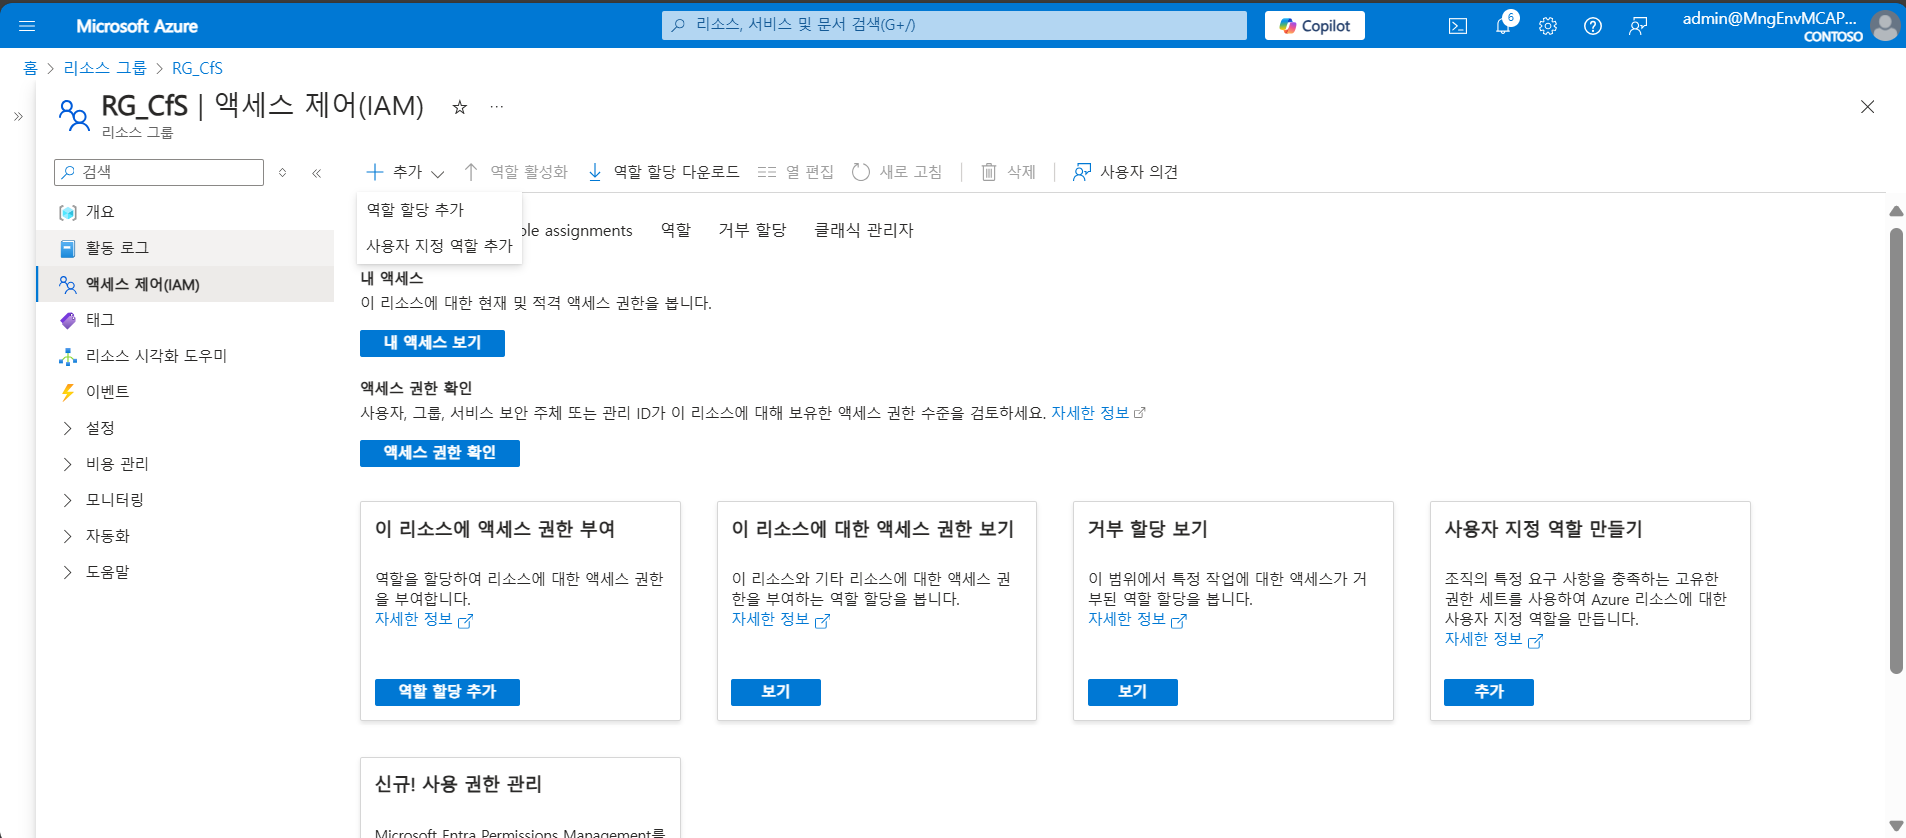 Microsoft Azure
리소스, 서비스 및 문서 검색(G+/)
Copilot
6
admin@MngEnvMCAP...
CONTOSO
홈 > 리소스 그룹 > RG_CfS
RG_CfS | 액세스 제어(IAM)
리소스 그룹
검색
추가
역할 활성화
역할 할당 다운로드
열 편집
새로 고침
삭제
사용자 의견
역할 할당 추가
사용자 지정 역할 추가
ole assignments
역할
거부 할당
클래식 관리자
개요
활동 로그
액세스 제어(IAM)
태그
리소스 시각화 도우미
이벤트
설정
비용 관리
모니터링
자동화
도움말
내 액세스
이 리소스에 대한 현재 및 적격 액세스 권한을 봅니다.
내 액세스 보기
액세스 권한 확인
사용자, 그룹, 서비스 보안 주체 또는 관리 ID가 이 리소스에 대해 보유한 액세스 권한 수준을 검토하세요. 자세한 정보
액세스 권한 확인
이 리소스에 액세스 권한 부여
역할을 할당하여 리소스에 대한 액세스 권한
을 부여합니다.
자세한 정보
역할 할당 추가
이 리소스에 대한 액세스 권한 보기
이 리소스와 기타 리소스에 대한 액세스 권
한을 부여하는 역할 할당을 봅니다.
자세한 정보
보기
거부 할당 보기
이 범위에서 특정 작업에 대한 액세스가 거
부된 역할 할당을 봅니다.
자세한 정보
보기
사용자 지정 역할 만들기
조직의 특정 요구 사항을 충족하는 고유한
권한 세트를 사용하여 Azure 리소스에 대한
사용자 지정 역할을 만듭니다.
자세한 정보
추가
신규! 사용 권한 관리
Microsoft Entra Permissions Management를